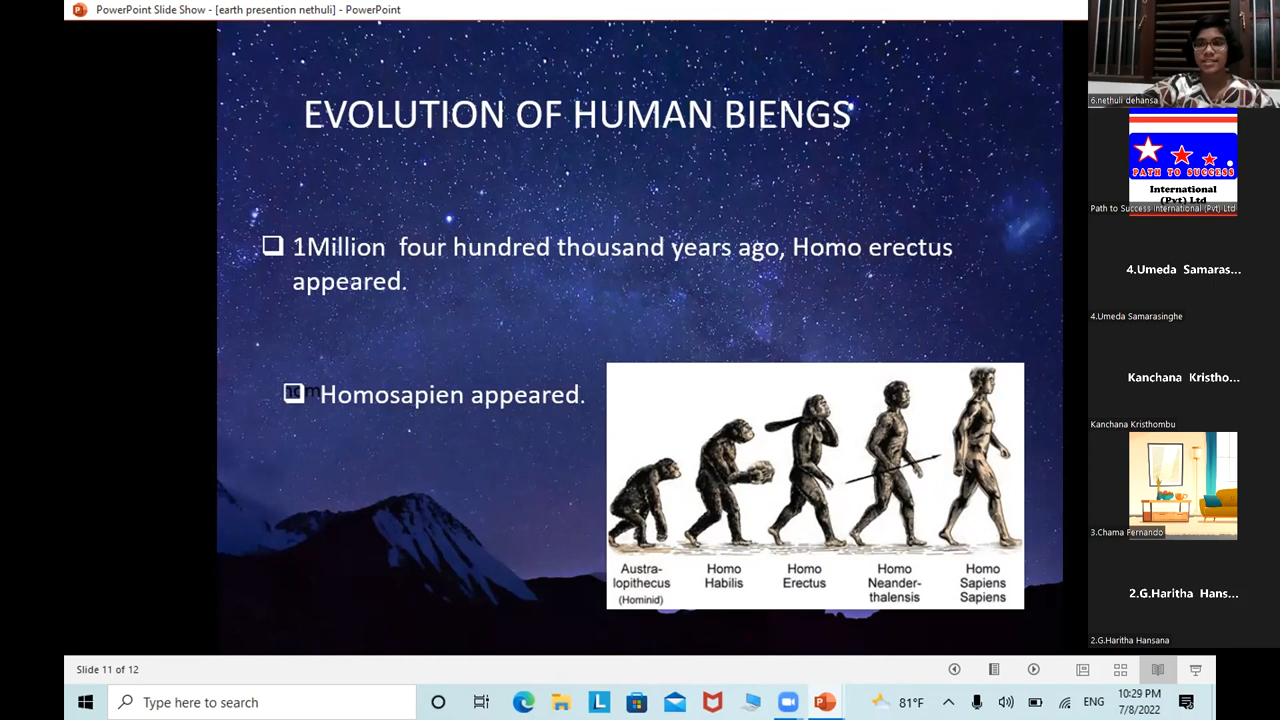 PowerPoint Slide Show - [earth presention nethuli] - PowerPoint
EVOLUTION OF HUMAN BIENGS
1Million four hundred thousand years ago, Homo erectus
appeared.
Homosapien appeared.
Austra-
lopithecus
(Hominid)
Homo
Habilis
Homo
Erectus
Homo
Neander-
thalensis
Homo
Sapiens
Sapiens
6.nethuli dehansa
PATH TO SUCCESS
International
(Pvt) Ltd
Path to Success International (Pvt) Ltd
4.Umeda Samaras...
4.Umeda Samarasinghe
Kanchana Kristho...
Kanchana Kristhombu
3.Chama Fernando
2.G.Haritha Hans...
2.G.Haritha Hansana
Slide 11 of 12
Type here to search
81°F
ENG
10:29 PM
7/8/2022